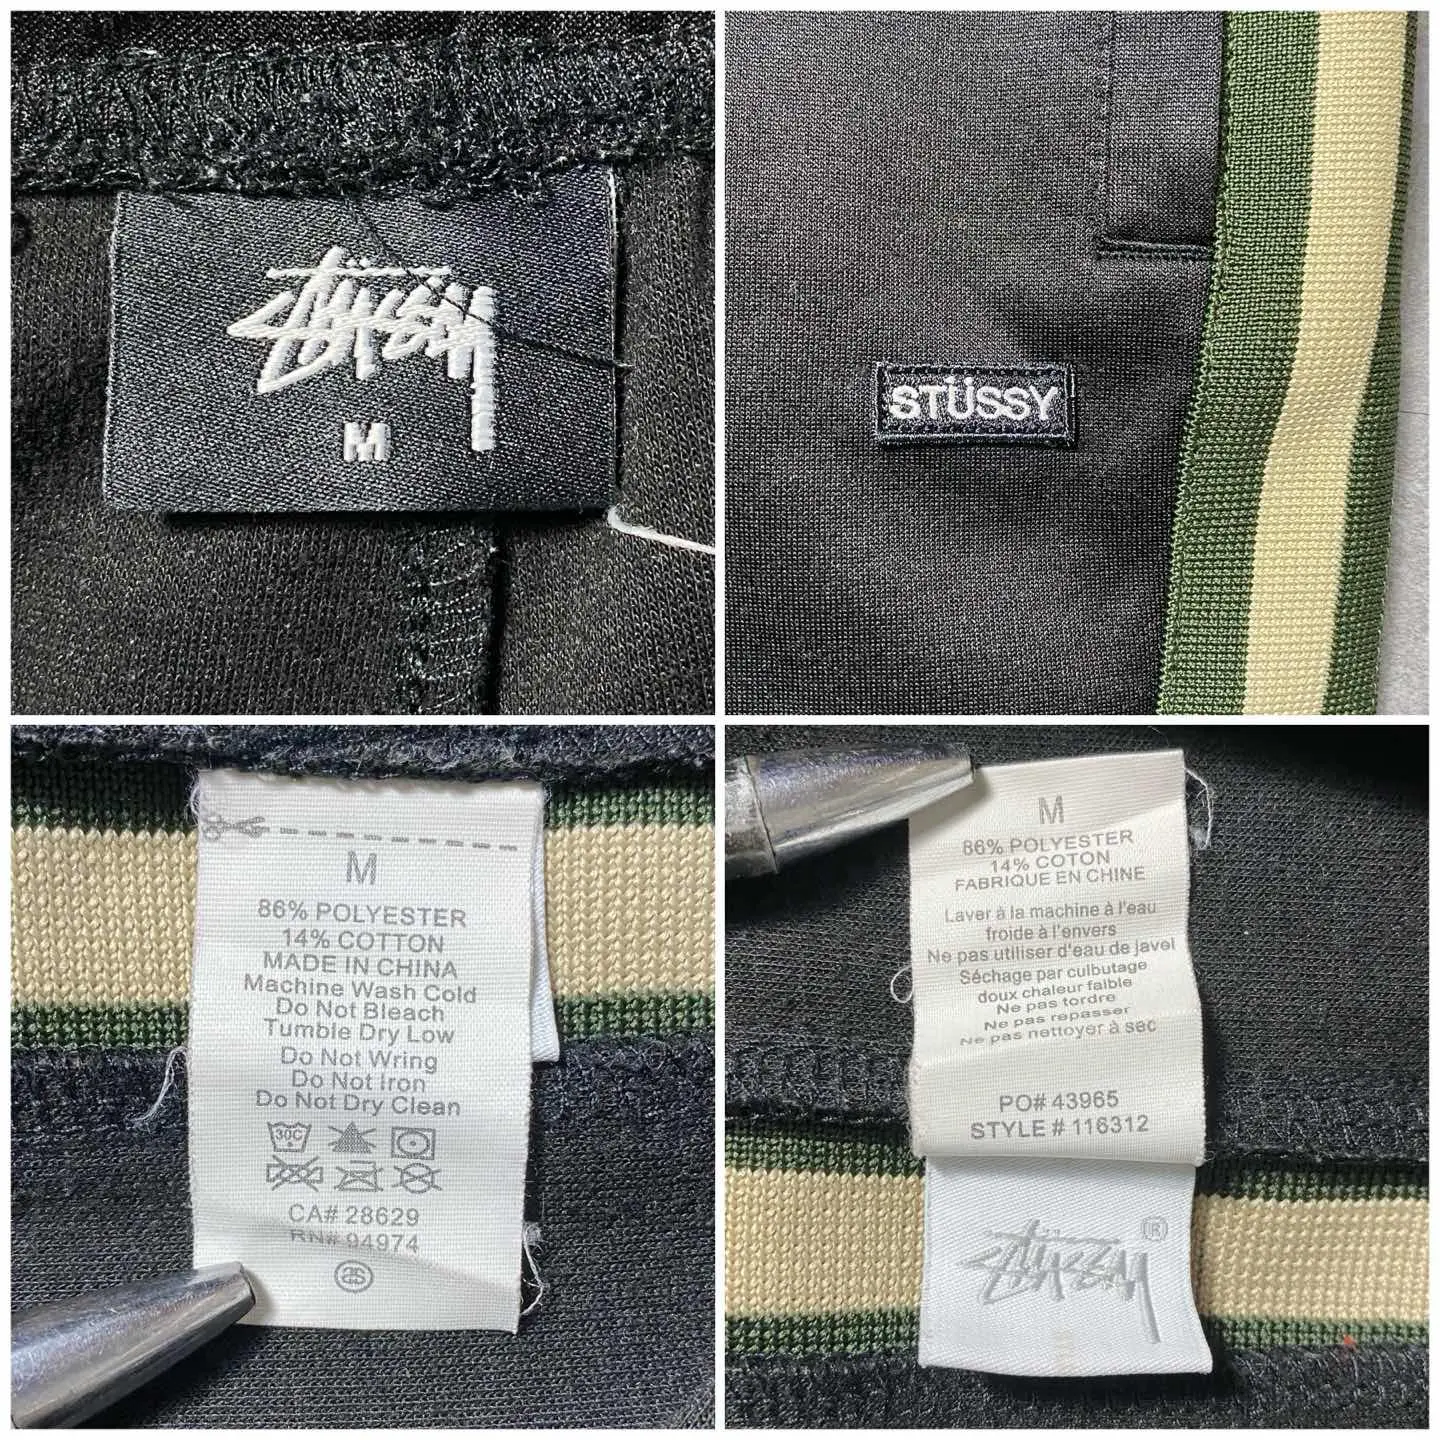 STÜSSY
M
STÜSSY
M
86% POLYESTER
14% COTTON
MADE IN CHINA
Machine Wash Cold
Do Not Bleach
Tumble Dry Low
Do Not Wring
Do Not Iron
Do Not Dry Clean
30C
CA# 28629
RN# 94974
M
86% POLYESTER
14% COTON
FABRIQUE EN CHINE
Laver à la machine à l'eau
froide à l'envers
Ne pas utiliser d'eau de javel
Séchage par culbutage
doux chaleur faible
Ne pas tordre
Ne pas repasser
Ne pas nettoyer à sec
PO# 43965
STYLE # 116312
STÜSSY ®